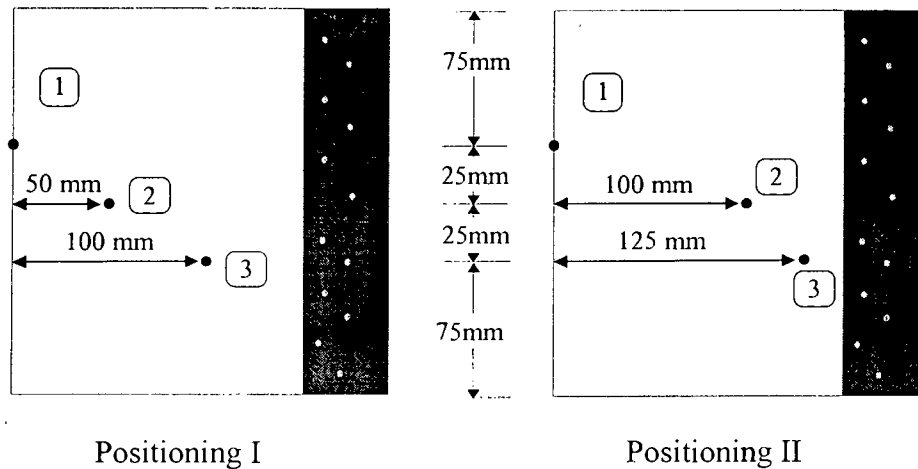 1
50 mm
2
100 mm
3
Positioning I
75mm
25mm
25mm
75mm
1
100 mm
2
125 mm
3
Positioning II